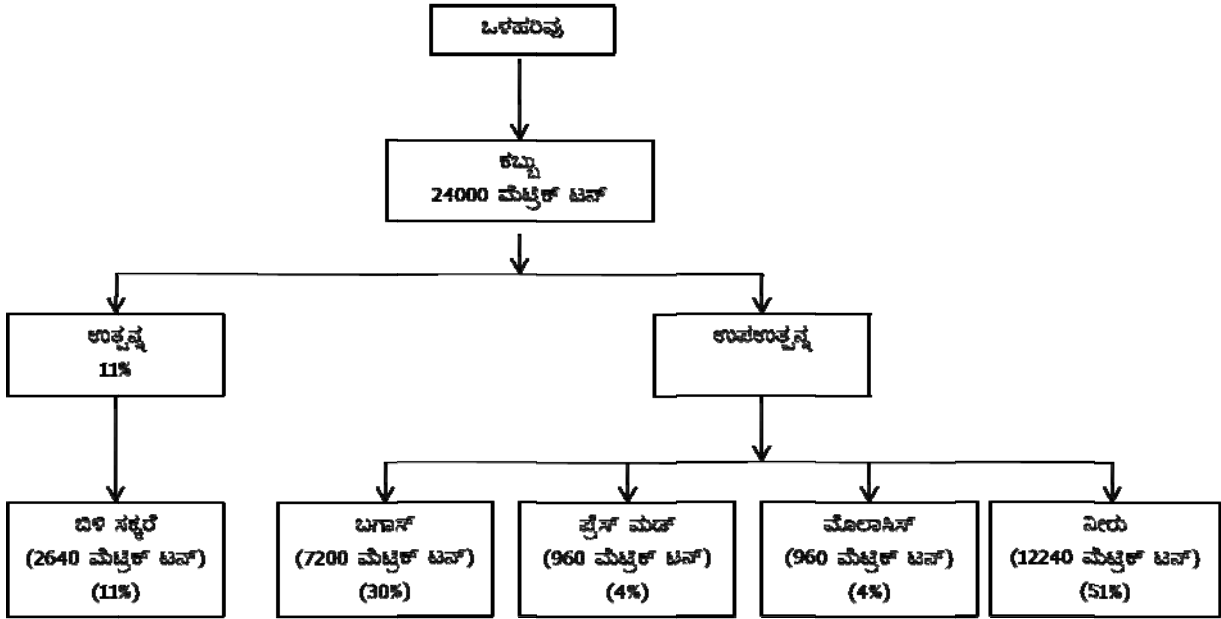 ಒಳಹರಿವು
ಕಬ್ಬು
24000 ಮೆಟ್ರಿಕ್ ಟನ್
ಉತ್ಪನ್ನ
11%
ಉಪಉತ್ಪನ್ನ
ಬಿಳಿ ಸಕ್ಕರೆ
(2640 ಮೆಟ್ರಿಕ್ ಟನ್)
(11%)
ಬಗಾಸ್
(7200 ಮೆಟ್ರಿಕ್ ಟನ್)
(30%)
ಪ್ರೆಸ್ ಮಡ್
(960 ಮೆಟ್ರಿಕ್ ಟನ್)
(4%)
ಮೊಲಾಸಿಸ್
(960 ಮೆಟ್ರಿಕ್ ಟನ್)
(4%)
ನೀರು
(12240 ಮೆಟ್ರಿಕ್ ಟನ್)
(51%)